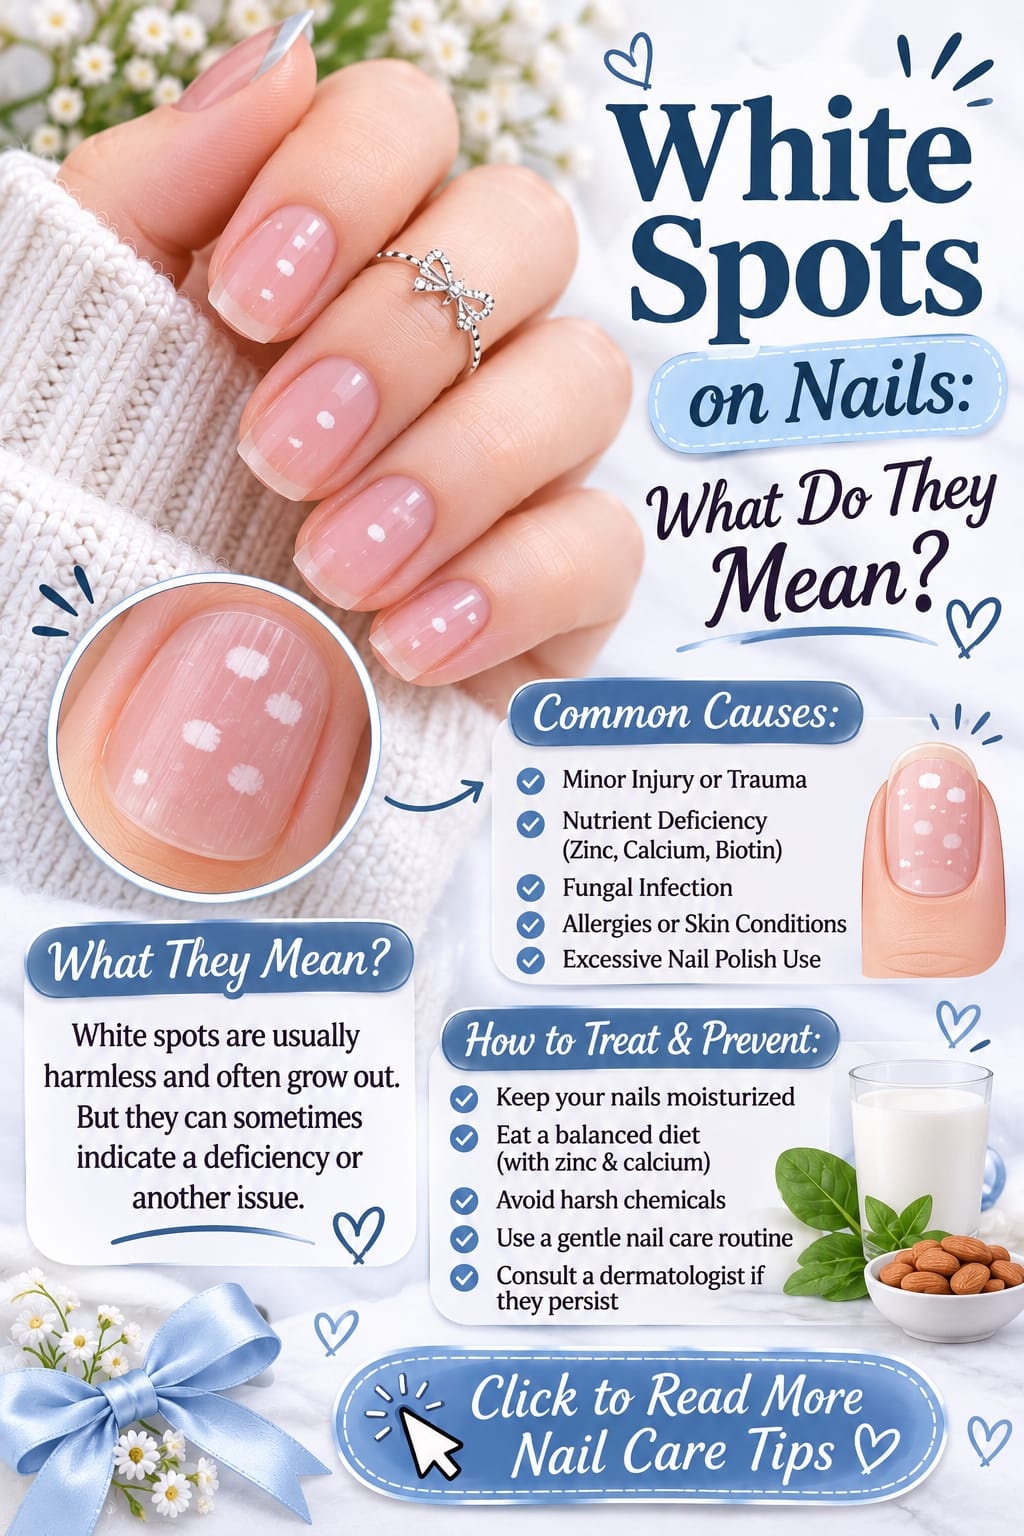 White
Spots
on Nails:
What Do They
Mean?
Common Causes:
Minor Injury or Trauma
Nutrient Deficiency
(Zinc, Calcium, Biotin)
Fungal Infection
Allergies or Skin Conditions
Excessive Nail Polish Use
What They Mean?
White spots are usually
harmless and often grow out.
But they can sometimes
indicate a deficiency or
another issue.
How to Treat & Prevent:
Keep your nails moisturized
Eat a balanced diet
(with zinc & calcium)
Avoid harsh chemicals
Use a gentle nail care routine
Consult a dermatologist if
they persist
Click to Read More
Nail Care Tips